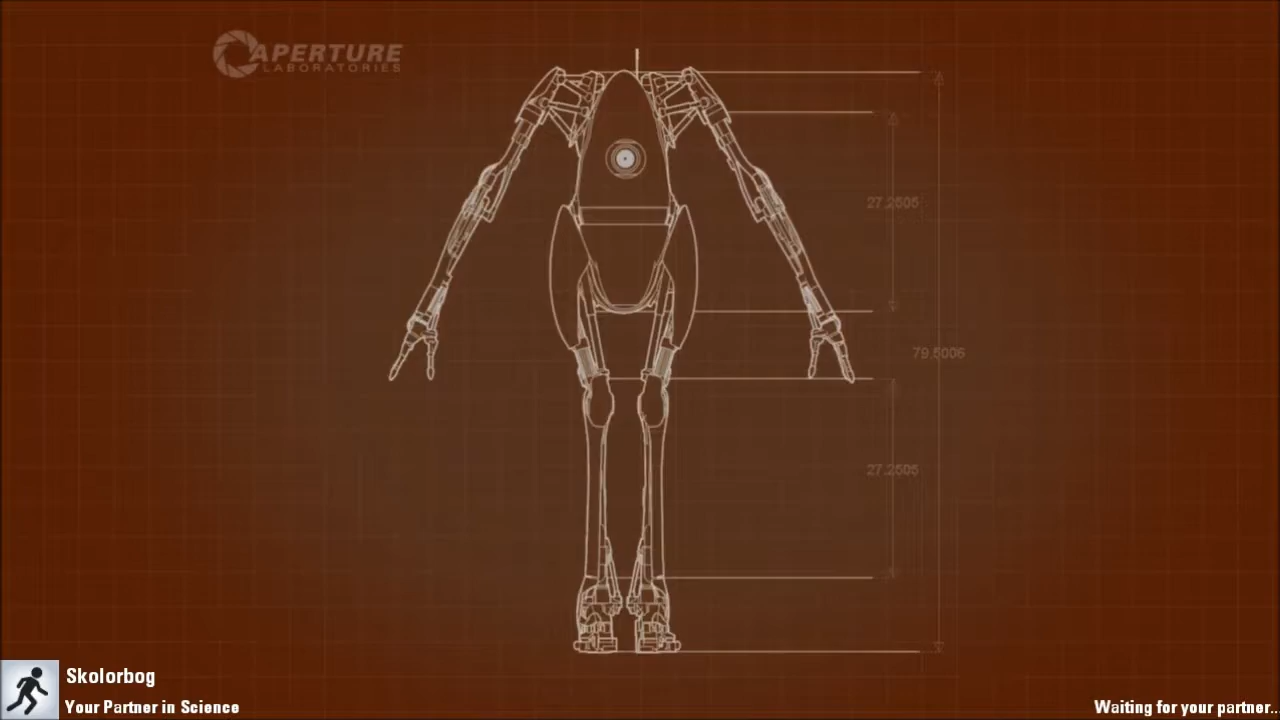 APERTURE
LABORATORIES
27.2505
79.5006
27.2505
Skolorbog
Your Partner in Science
Waiting for your partner...